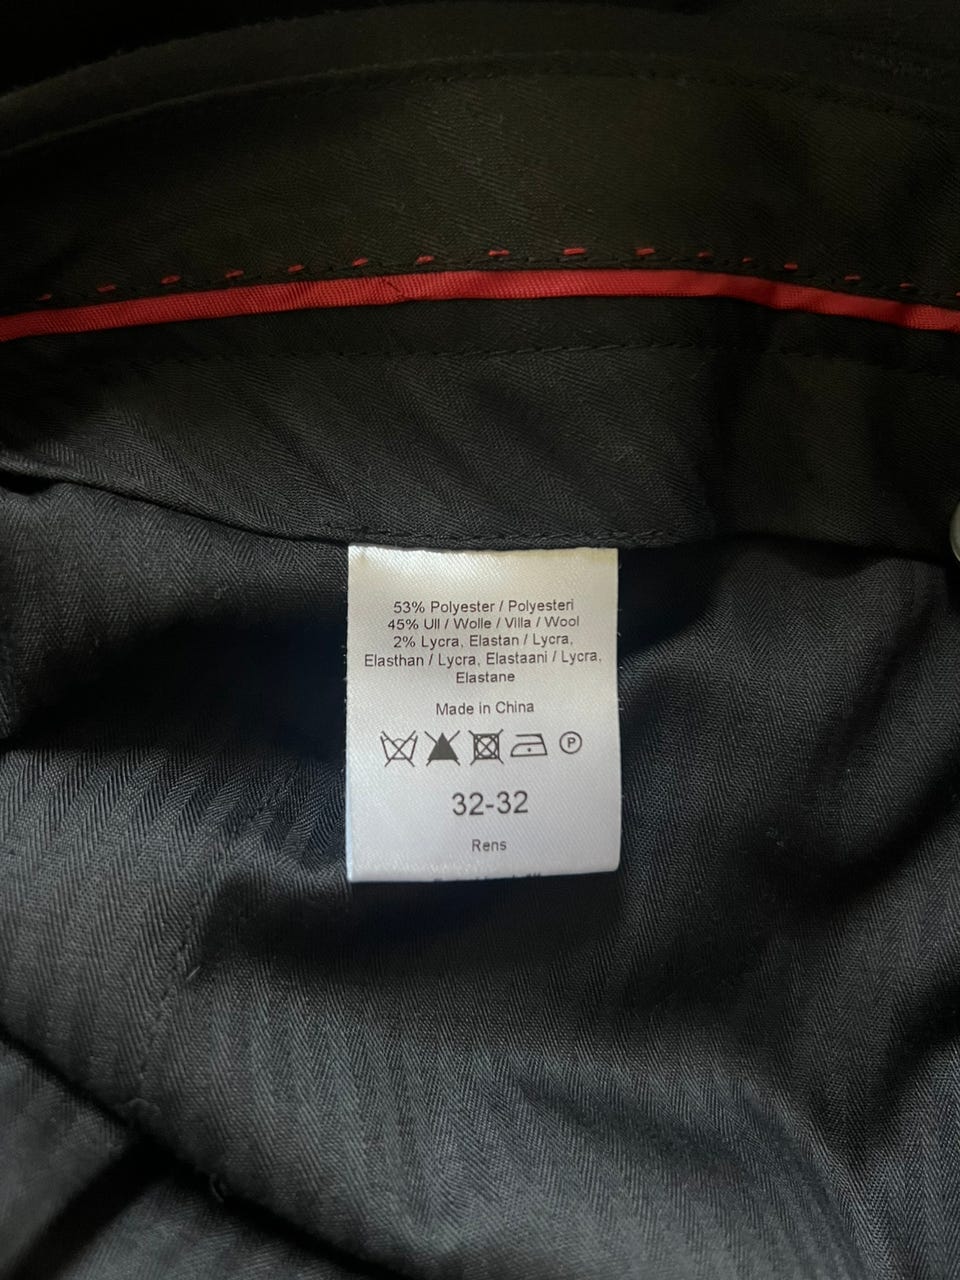 53% Polyester / Polyesteri
45% Ull / Wolle / Villa / Wool
2% Lycra, Elastan / Lycra,
Elasthan / Lycra, Elastaani / Lycra,
Elastane
Made in China
P
32-32
Rens